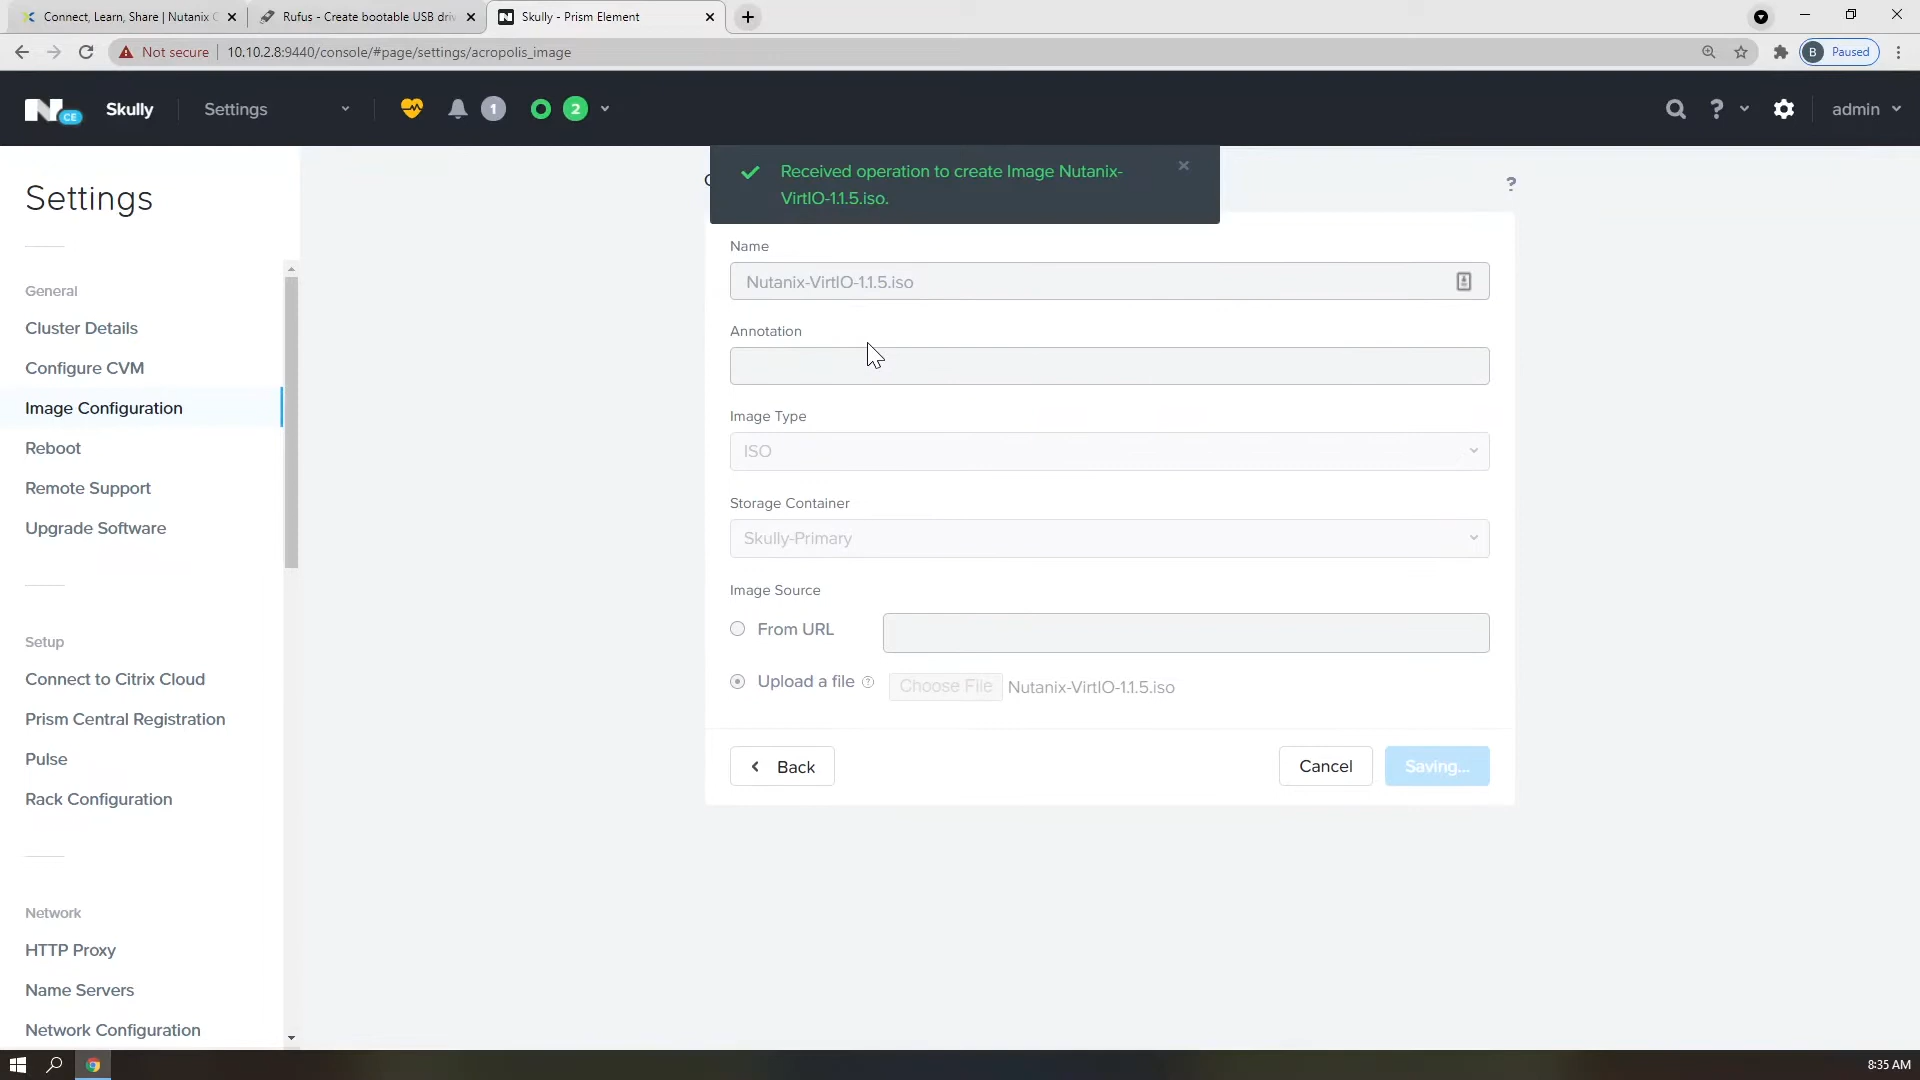 Connect, Learn, Share | Nutanix C
Rufus - Create bootable USB driv
Skully - Prism Element
Not secure
10.10.2.8:9440/console/#page/settings/acropolis_image
B
Paused
CE
Skully
Settings
1
2
?
admin
Received operation to create Image Nutanix-
VirtIO-1.1.5.iso.
?
Settings
General
Cluster Details
Configure CVM
Image Configuration
Reboot
Remote Support
Upgrade Software
Setup
Connect to Citrix Cloud
Prism Central Registration
Pulse
Rack Configuration
Network
HTTP Proxy
Name Servers
Network Configuration
Name
Nutanix-VirtIO-1.1.5.iso
Annotation
Image Type
ISO
Storage Container
Skully-Primary
Image Source
From URL
Upload a file ?
Choose File
Nutanix-VirtIO-1.1.5.iso
Back
Cancel
Saving...
8:35 AM